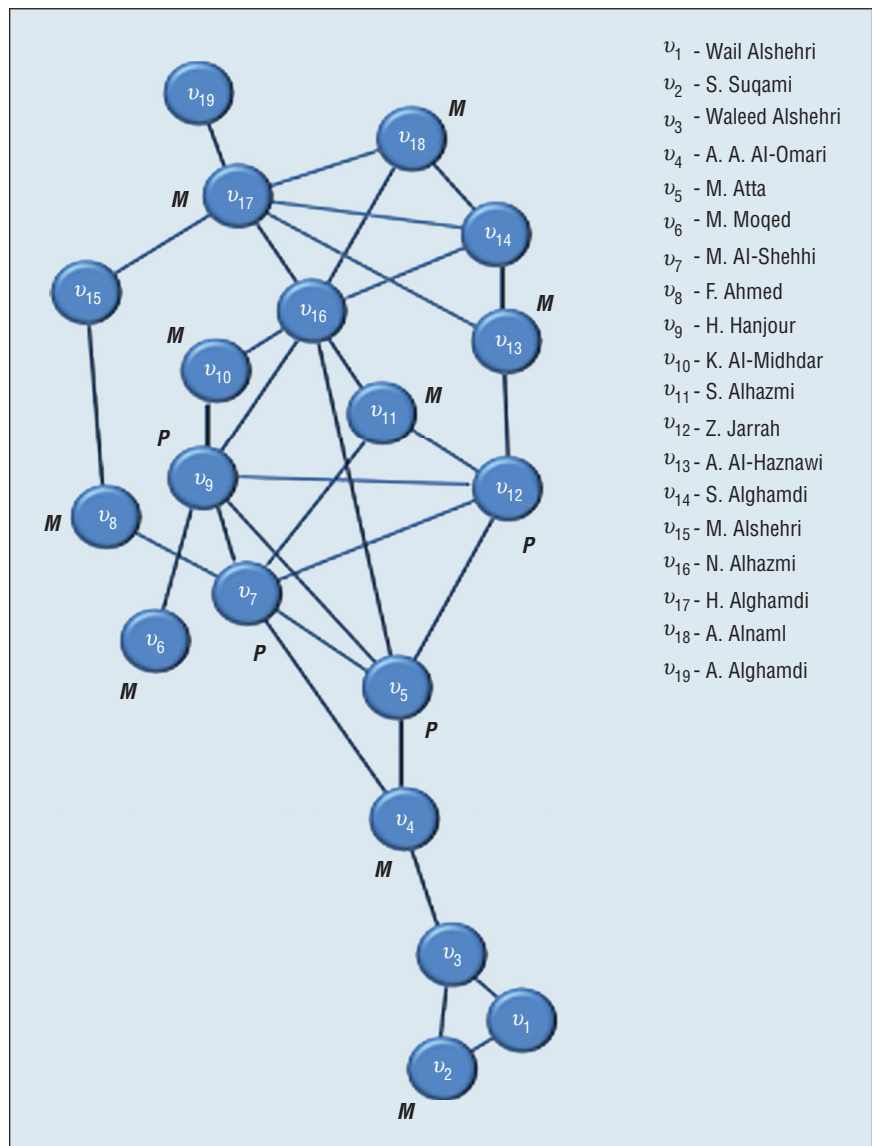 υ1 - Wail Alshehri
υ2 - S. Suqami
υ3 - Waleed Alshehri
υ4 - A. A. Al-Omari
υ5 - M. Atta
υ6 - M. Moqed
υ7 - M. Al-Shehhi
υ8 - F. Ahmed
υ9 - H. Hanjour
υ10 - K. Al-Midhdar
υ11 - S. Alhazmi
υ12 - Z. Jarrah
υ13 - A. Al-Haznawi
υ14 - S. Alghamdi
υ15 - M. Alshehri
υ16 - N. Alhazmi
υ17 - H. Alghamdi
υ18 - A. Alnaml
υ19 - A. Alghamdi
υ19
M
υ18
M
υ17
υ14
υ15
υ16
M
υ13
M
υ10
υ11
M
P
υ9
υ12
M
υ8
P
υ7
υ6
P
M
υ5
P
υ4
M
υ3
υ1
υ2
M